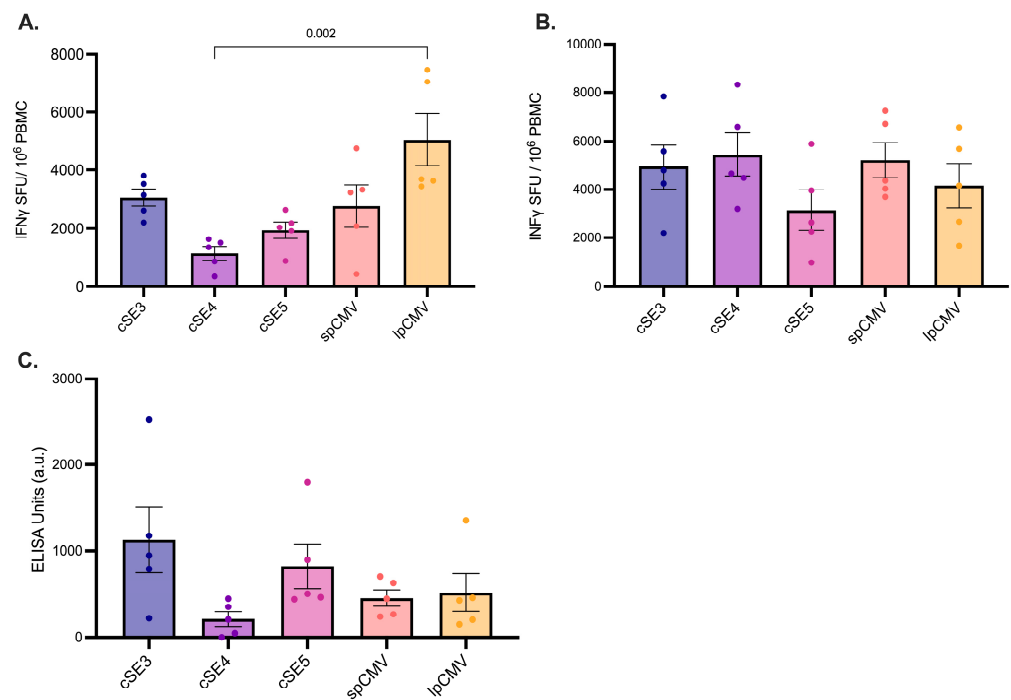 A.
0.002
IFNγ SFU/ 10⁶ PBMC
8000
6000
4000
2000
0
cSE3
cSE4
cSE5
spCMV
lpCMV
B.
INFγ SFU / 10⁶ PBMC
10000
8000
6000
4000
2000
0
cSE3
cSE4
cSE5
spCMV
lpCMV
C.
ELISA Units (a.u.)
3000
2000
1000
0
cSE3
cSE4
cSE5
spCMV
lpCMV